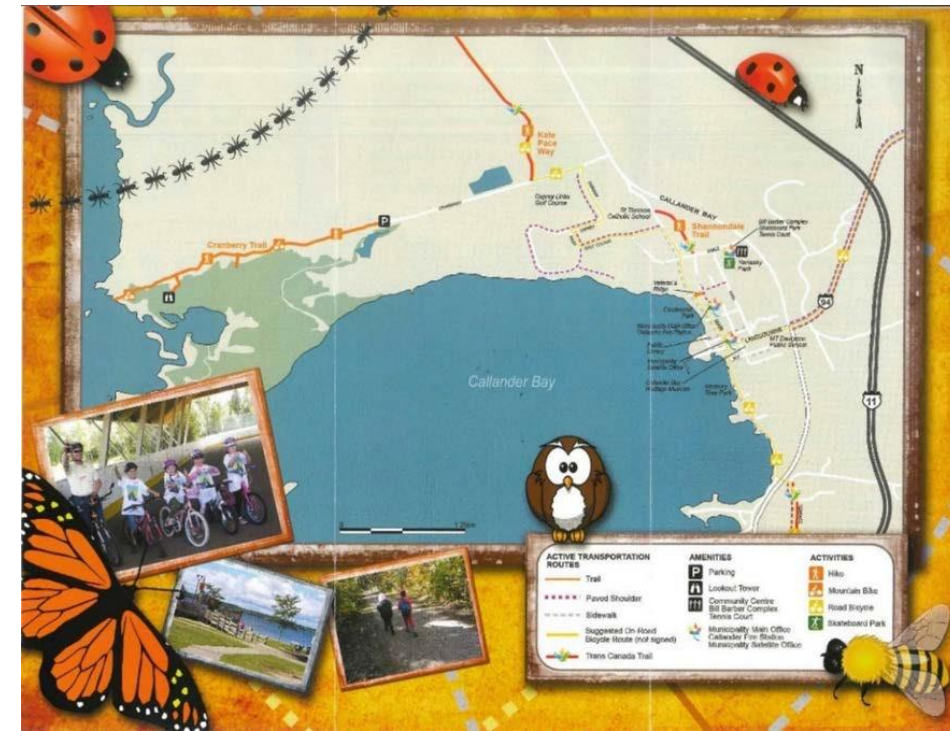 N
Kate
Pace
Way
Osprey Links
Golf Course
St Theresa
Catholic School
CALLANDER BAY
Bill Barber Complex
Skateboard Park
Tennis Court
Shannondale
Trail
P
Cranberry Trail
Park
94
LANSDOWNE
MT Davidson
Public School
Public
Library
Callander Bay
Heritage Museum
Callander Bay
11
0
1.25km
ACTIVE TRANSPORTATION
ROUTES
Trail
Paved Shoulder
Sidewalk
Suggested On-Road
Bicycle Route (not signed)
Trans Canada Trail
AMENITIES
P Parking
Lookout Tower
Community Centre
Bill Barber Complex
Tennis Court
Municipality Main Office
Callander Fire Station
Municipality Satellite Office
ACTIVITIES
Hike
Mountain Bike
Road Bicycle
Skateboard Park